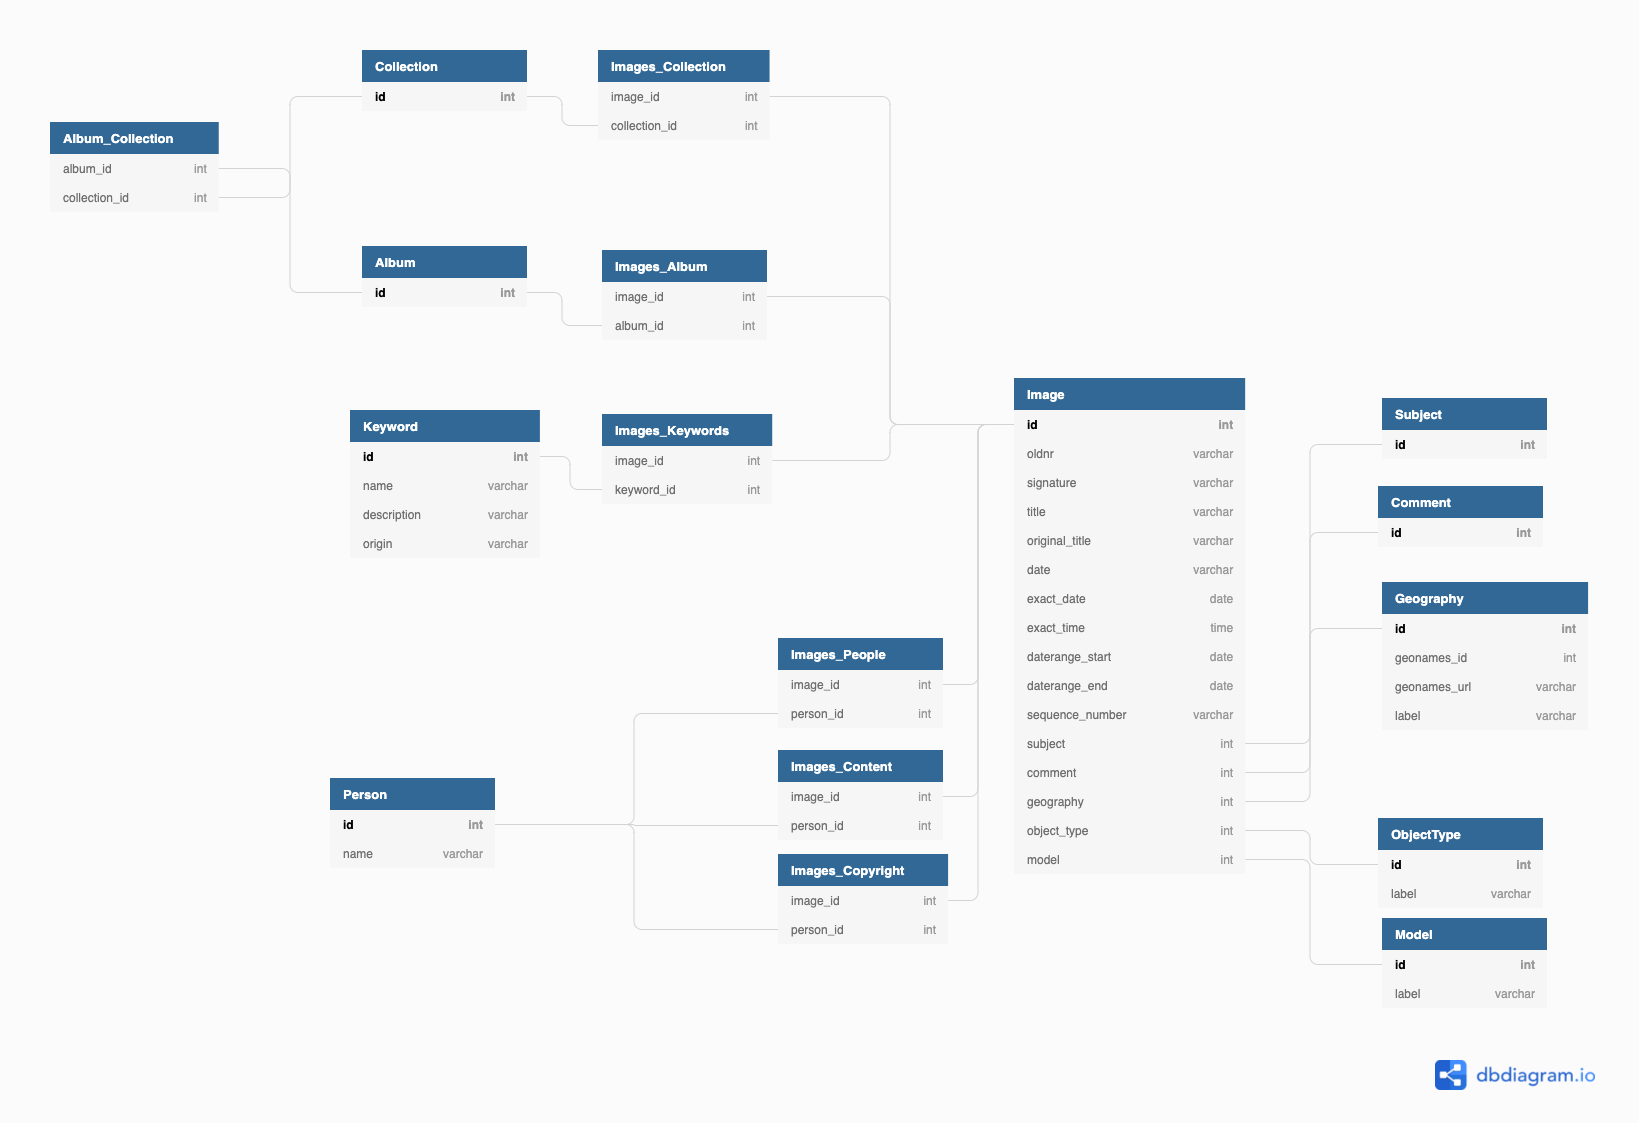 Collection
id int
Images_Collection
image_id int
collection_id int
Album_Collection
album_id int
collection_id int
Album
id int
Images_Album
image_id int
album_id int
Keyword
id int
name varchar
description varchar
origin varchar
Images_Keywords
image_id int
keyword_id int
Image
id int
oldnr varchar
signature varchar
title varchar
original_title varchar
date varchar
exact_date date
exact_time time
daterange_start date
daterange_end date
sequence_number varchar
subject int
comment int
geography int
object_type int
model int
Subject
id int
Comment
id int
Geography
id int
geonames_id int
geonames_url varchar
label varchar
Images_People
image_id int
person_id int
Images_Content
image_id int
person_id int
Images_Copyright
image_id int
person_id int
Person
id int
name varchar
ObjectType
id int
label varchar
Model
id int
label varchar
dbdiagram.io